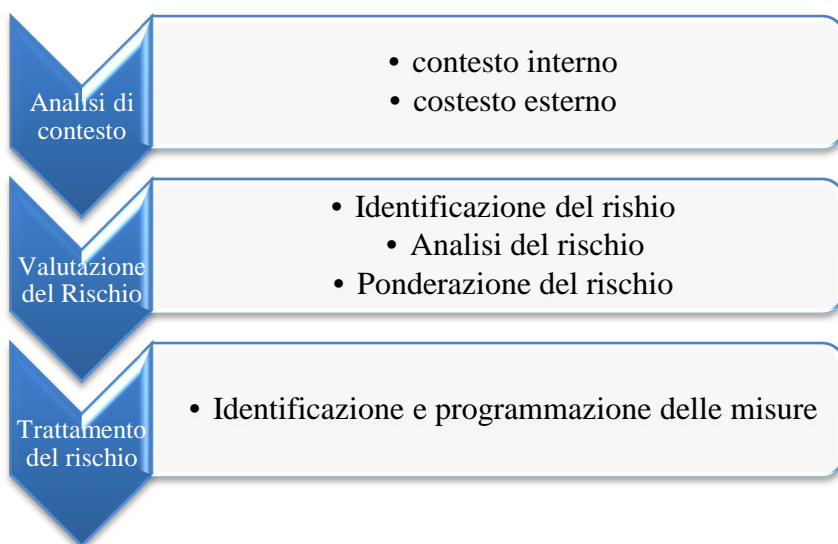 Analisi di
contesto
• contesto interno
• costesto esterno
Valutazione
del Rischio
• Identificazione del rishio
• Analisi del rischio
• Ponderazione del rischio
Trattamento
del rischio
• Identificazione e programmazione delle misure